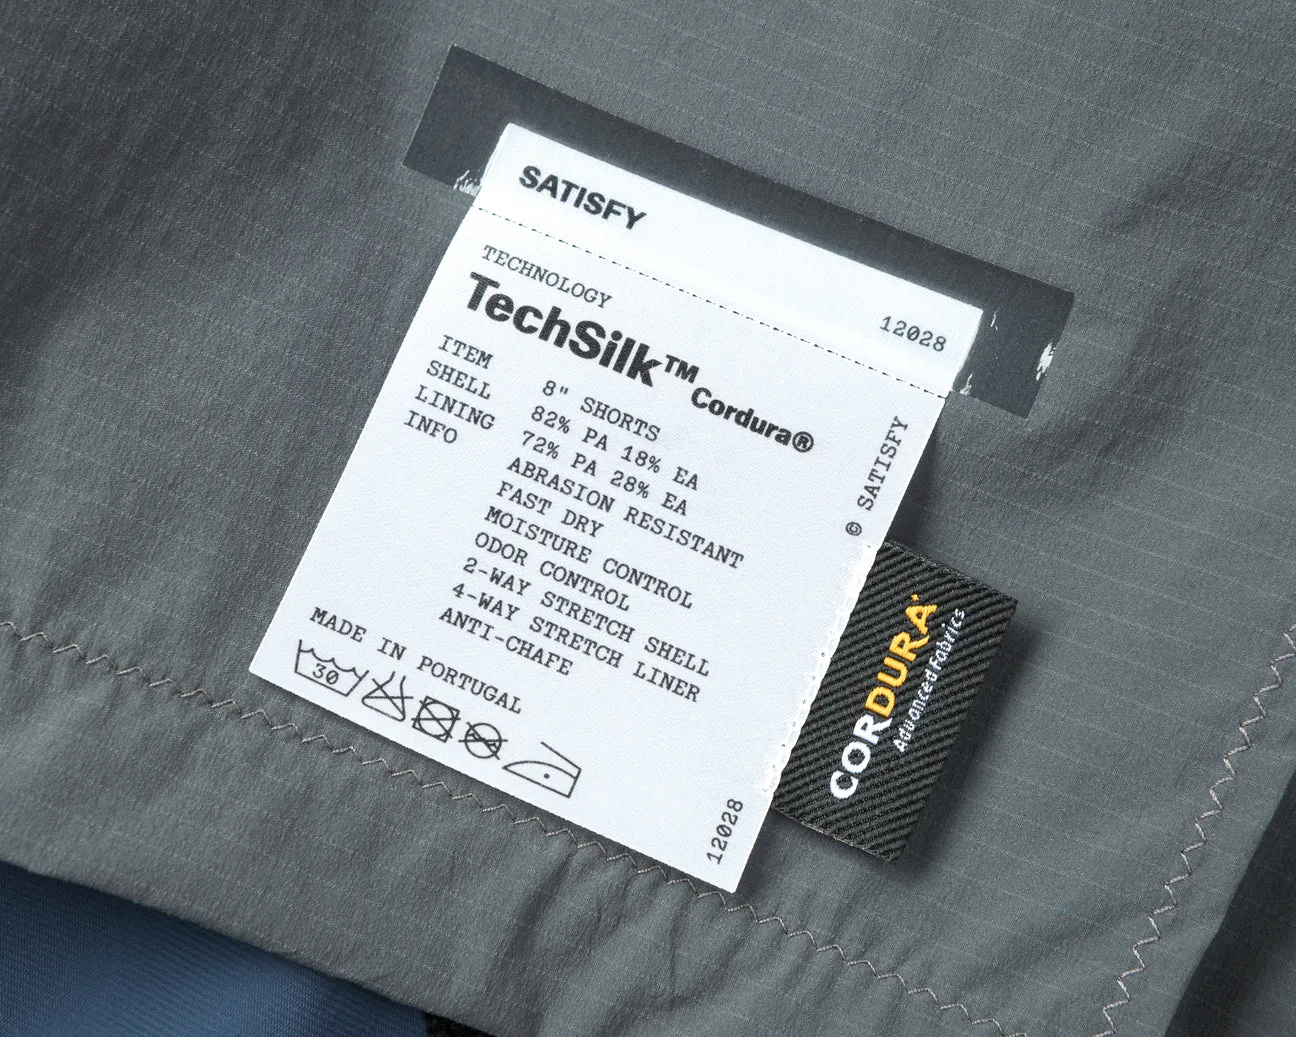 SATISFY
12028
TECHNOLOGY
TechSilk™ Cordura®
ITEM 8" SHORTS
SHELL 82% PA 18% EA
LINING 72% PA 28% EA
INFO ABRASION RESISTANT
FAST DRY
MOISTURE CONTROL
ODOR CONTROL
2-WAY STRETCH SHELL
4-WAY STRETCH LINER
ANTI-CHAFE
MADE IN PORTUGAL
30
© SATISFY
12028
CORDURA
Advanced Fabrics